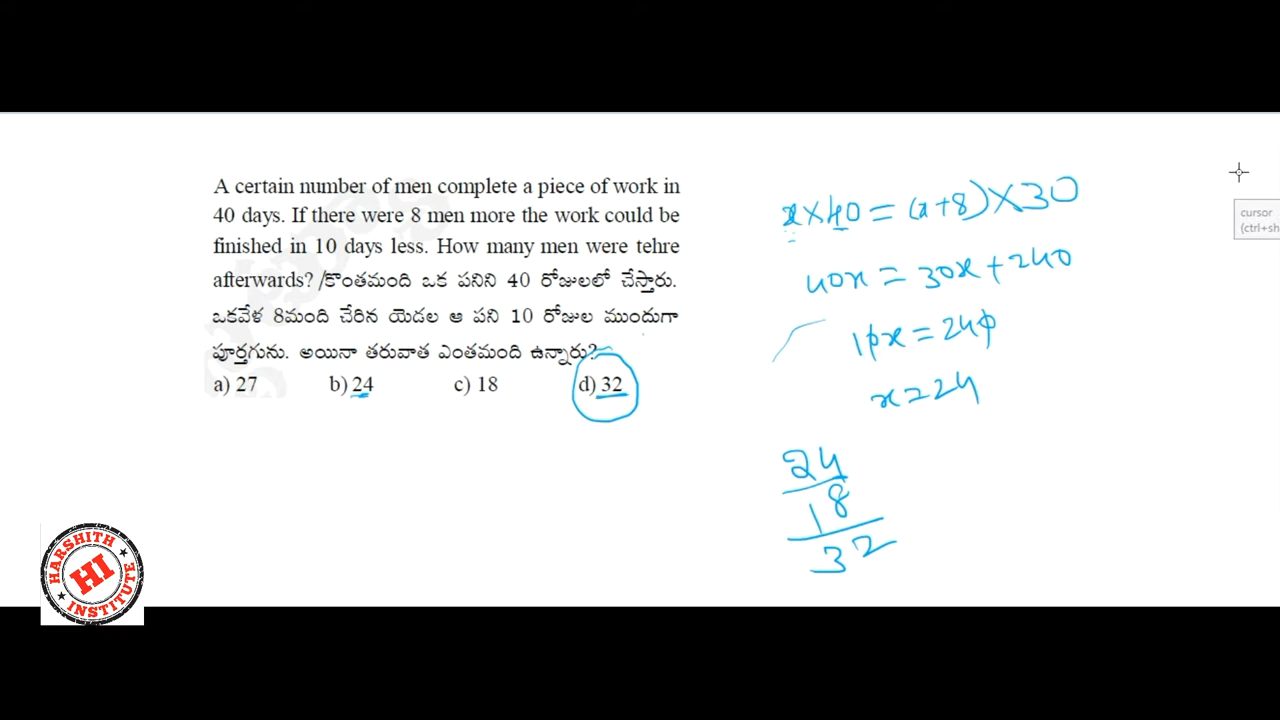 A certain number of men complete a piece of work in
40 days. If there were 8 men more the work could be
finished in 10 days less. How many men were tehre
afterwards? /కొంతమంది ఒక పనిని 40 రోజులలో చేస్తారు.
ఒకవేళ 8మంది చేరిన యెడల ఆ పని 10 రోజుల ముందుగా
పూర్తగును. అయినా తరువాత ఎంతమంది ఉన్నారు?
a) 27 b) 24 c) 18 d) 32
x×40 = (x+8)×30
40x = 30x+240
10x = 240
x=24
24
18
32
cursor
(ctrl+sh
HARSHITH
HI
INSTITUTE